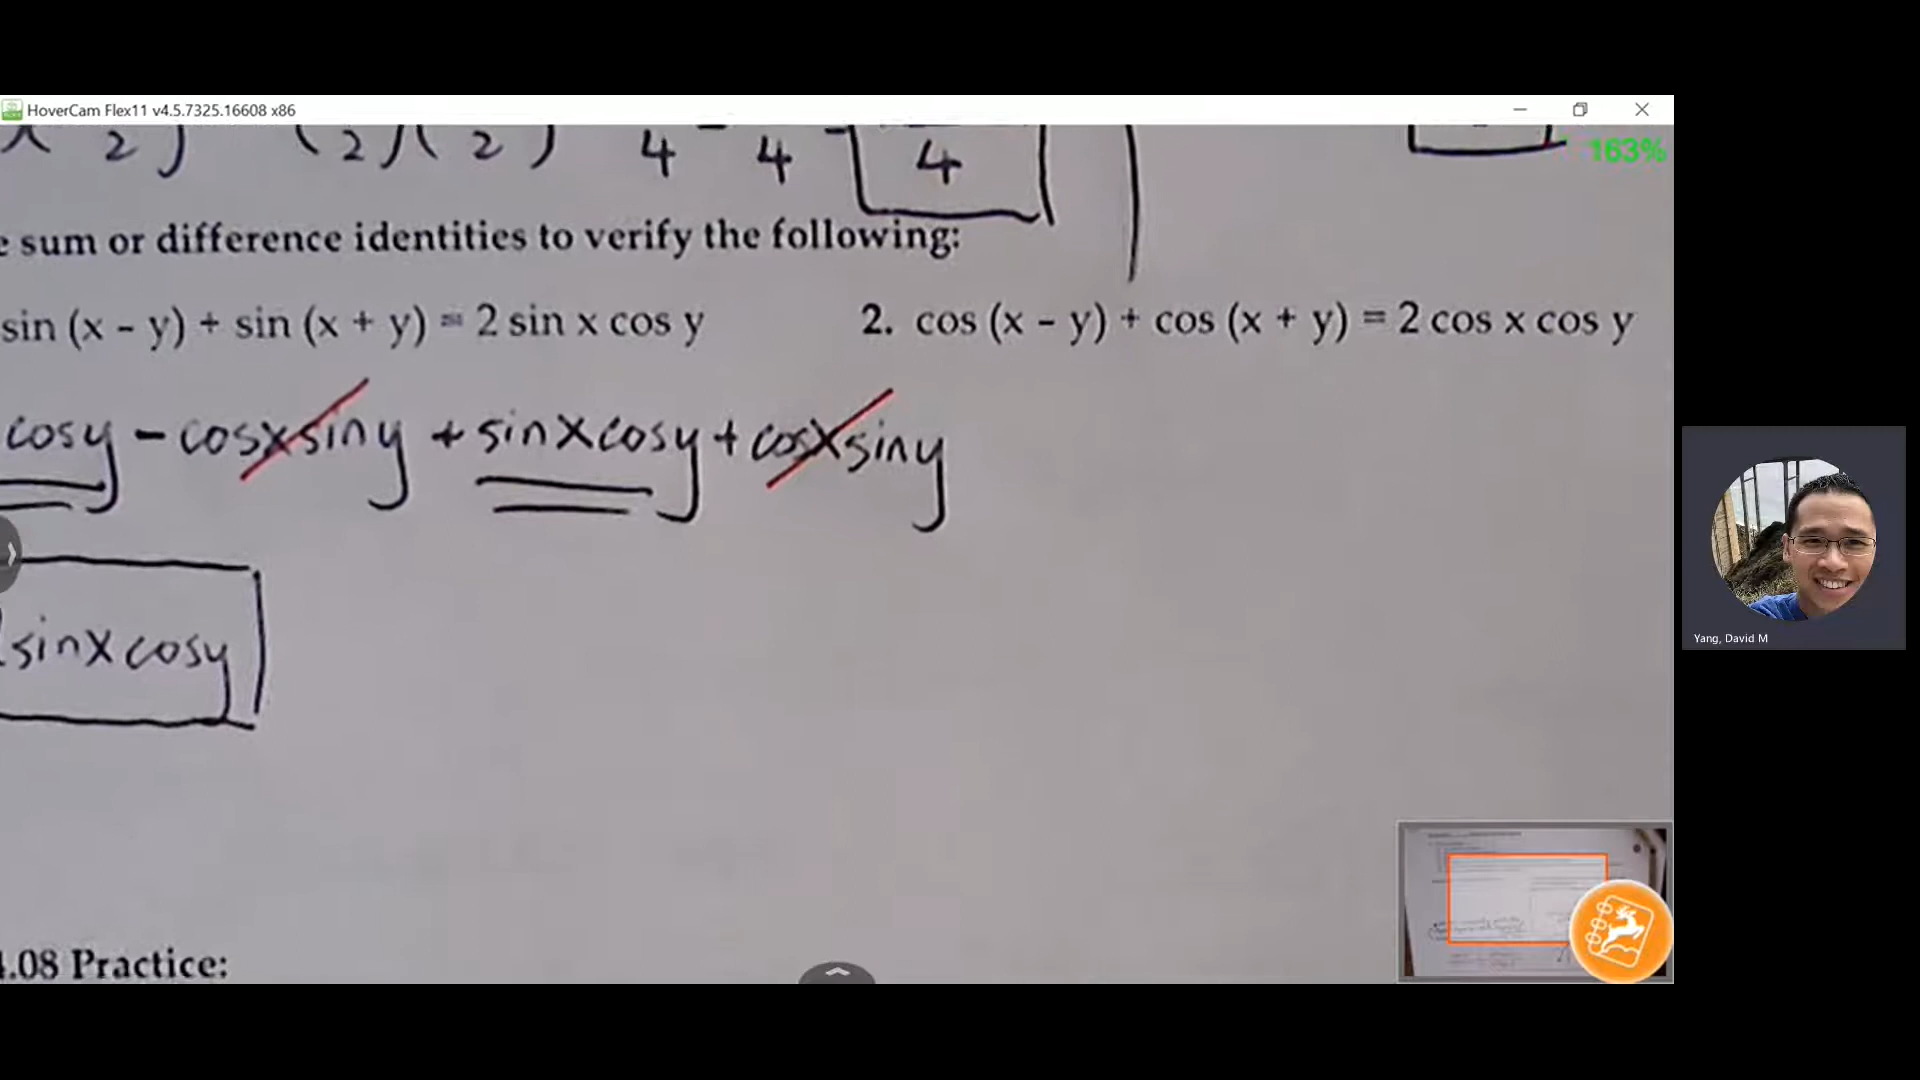 HoverCam Flex11 v4.5.7325.16608 x86
163%
2 (2)(2) 4 4 4
e sum or difference identities to verify the following:
sin (x - y) + sin (x + y) = 2 sin x cos y
2. cos (x - y) + cos (x + y) = 2 cos x cos y
cosy - cosxsiny + sinxcosy + cosxsiny
sinxcosy
Yang, David M
4.08 Practice: